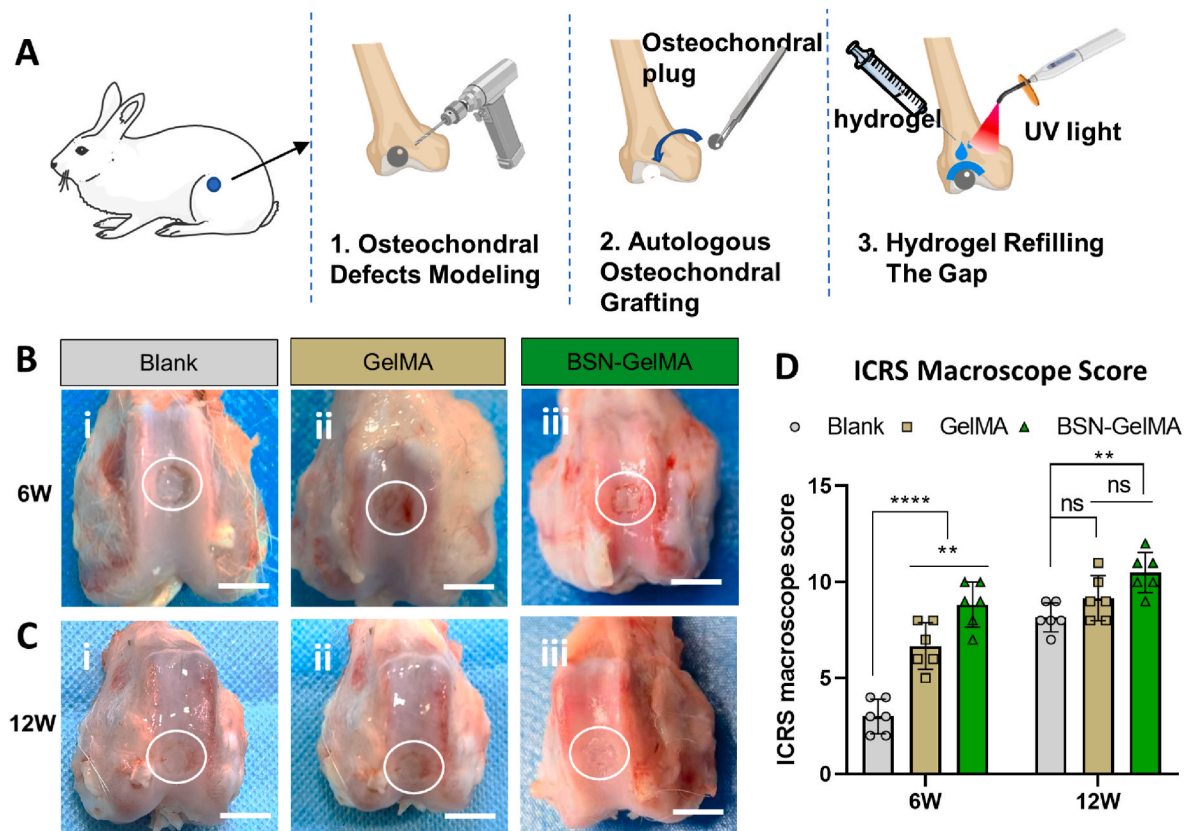 A
Osteochondral
plug
hydrogel
UV light
1. Osteochondral
Defects Modeling
2. Autologous
Osteochondral
Grafting
3. Hydrogel Refilling
The Gap
B
Blank
GelMA
BSN-GelMA
6W
i
ii
iii
C
12W
i
ii
iii
D
ICRS Macroscope Score
Blank
GelMA
BSN-GelMA
ICRS macroscope score
15
10
5
0
****
**
**
ns
ns
6W
12W